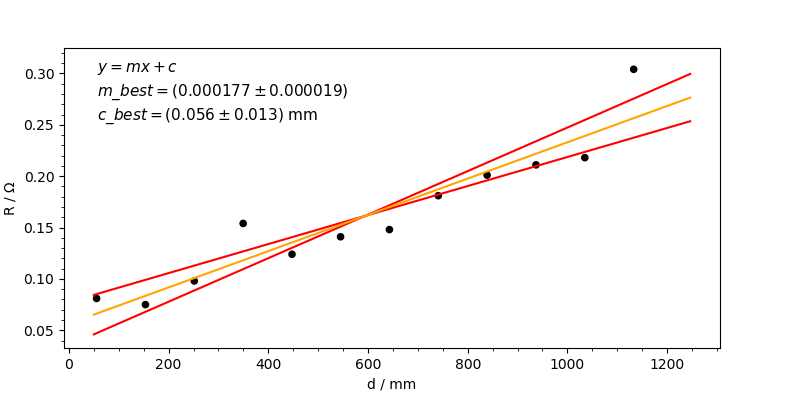 y = mx + c
m_best = (0.000177 ± 0.000019)
c_best = (0.056 ± 0.013) mm
R / Ω
0.30
0.25
0.20
0.15
0.10
0.05
0 200 400 600 800 1000 1200
d / mm